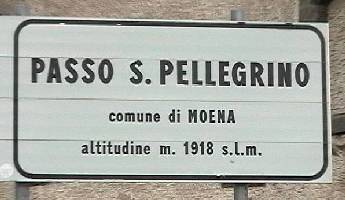 PASSO S. PELLEGRINO
comune di MOENA
altitudine m. 1918 s.l.m.